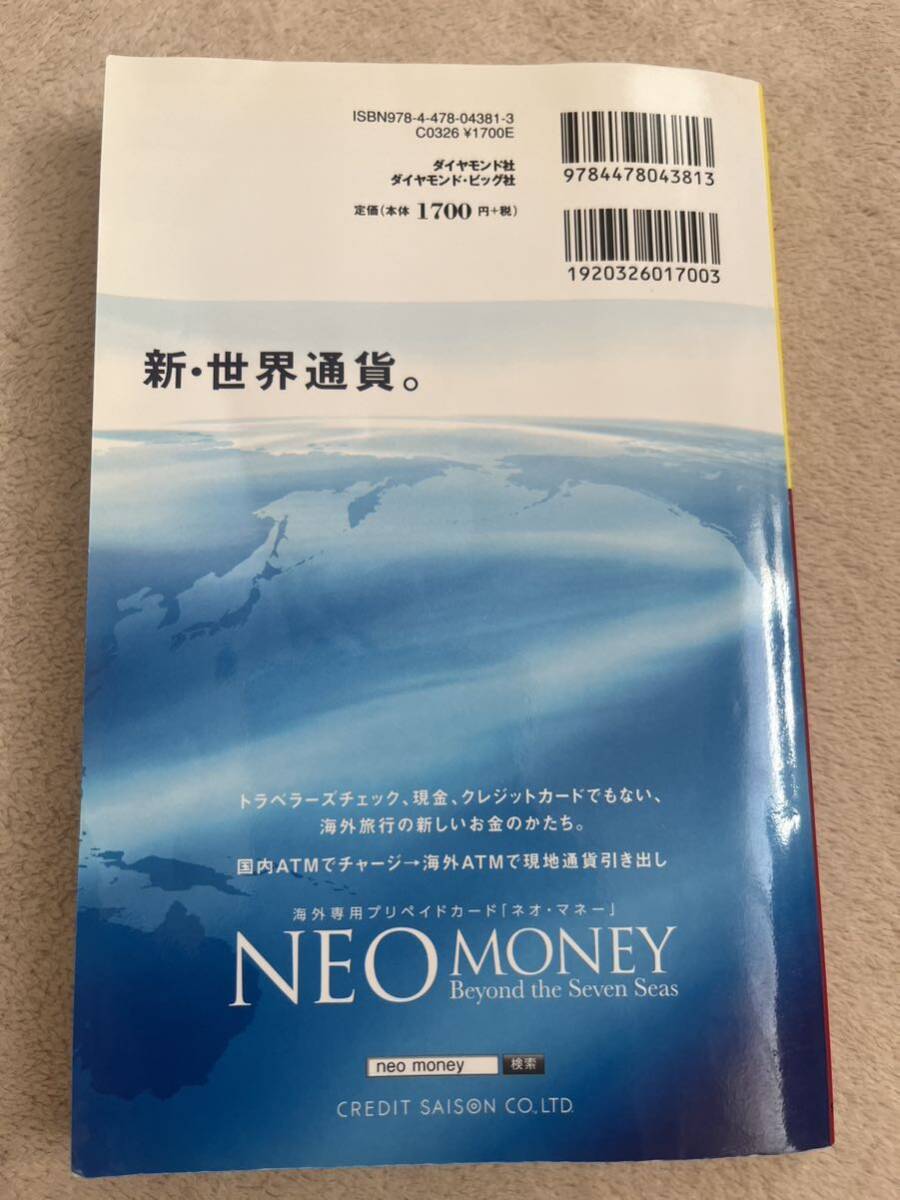 ISBN978-4-478-04381-3
C0326 ¥1700E
ダイヤモンド社
ダイヤモンド・ビッグ社
定価(本体 1700 円+税)
9784478043813
1920326017003
新・世界通貨。
トラベラーズチェック、現金、クレジットカードでもない、
海外旅行の新しいお金のかたち。
国内ATMでチャージ→海外ATMで現地通貨引き出し
海外専用プリペイドカード「ネオ・マネー」
NEO MONEY
Beyond the Seven Seas
neo money 検索
CREDIT SAISON CO.,LTD.